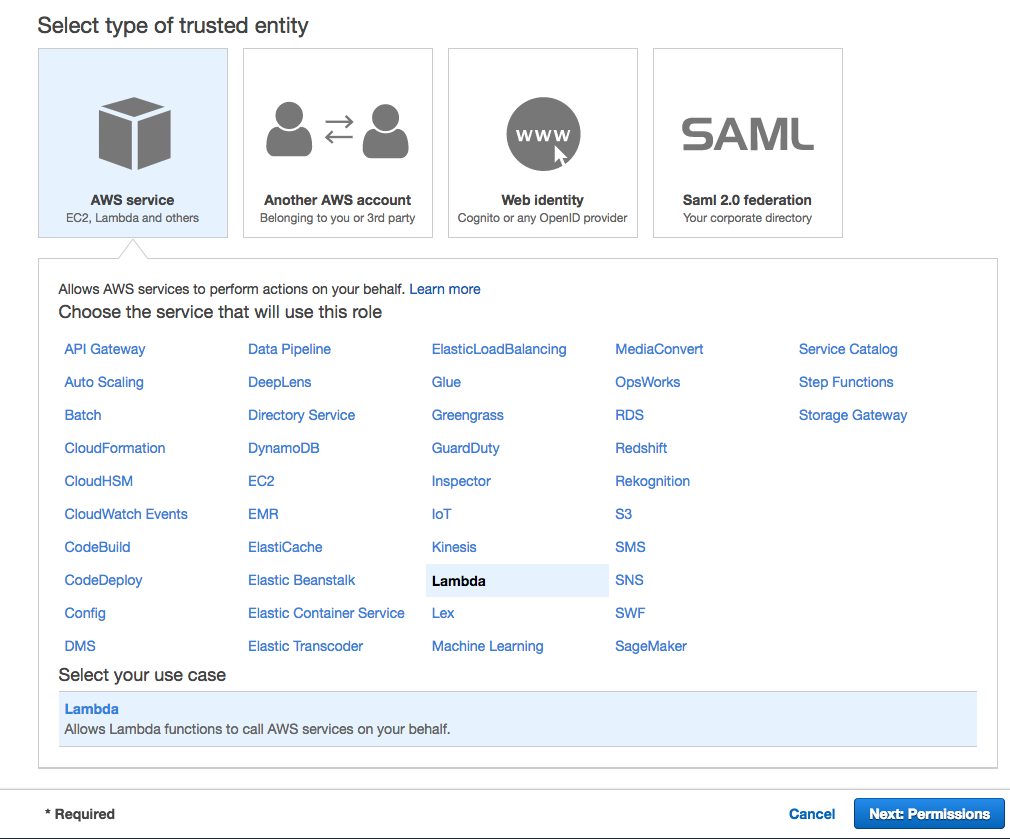 Select type of trusted entity
www
SAML
AWS service
EC2, Lambda and others
Another AWS account
Belonging to you or 3rd party
Web identity
Cognito or any OpenID provider
Saml 2.0 federation
Your corporate directory
Allows AWS services to perform actions on your behalf. Learn more
Choose the service that will use this role
API Gateway Data Pipeline ElasticLoadBalancing MediaConvert Service Catalog
Auto Scaling DeepLens Glue OpsWorks Step Functions
Batch Directory Service Greengrass RDS Storage Gateway
CloudFormation DynamoDB GuardDuty Redshift
CloudHSM EC2 Inspector Rekognition
CloudWatch Events EMR IoT S3
CodeBuild ElastiCache Kinesis SMS
CodeDeploy Elastic Beanstalk Lambda SNS
Config Elastic Container Service Lex SWF
DMS Elastic Transcoder Machine Learning SageMaker
Select your use case
Lambda
Allows Lambda functions to call AWS services on your behalf.
* Required Cancel Next: Permissions